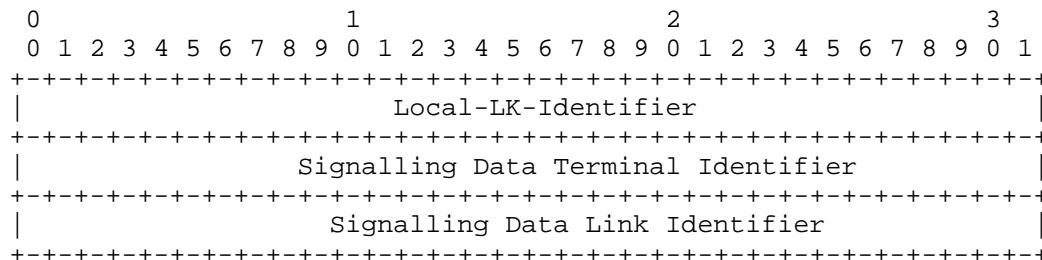 0                   1                   2                   3
 0 1 2 3 4 5 6 7 8 9 0 1 2 3 4 5 6 7 8 9 0 1 2 3 4 5 6 7 8 9 0 1
+-+-+-+-+-+-+-+-+-+-+-+-+-+-+-+-+-+-+-+-+-+-+-+-+-+-+-+-+-+-+-+-+
|                       Local-LK-Identifier                     |
+-+-+-+-+-+-+-+-+-+-+-+-+-+-+-+-+-+-+-+-+-+-+-+-+-+-+-+-+-+-+-+-+
|                 Signalling Data Terminal Identifier           |
+-+-+-+-+-+-+-+-+-+-+-+-+-+-+-+-+-+-+-+-+-+-+-+-+-+-+-+-+-+-+-+-+
|                   Signalling Data Link Identifier             |
+-+-+-+-+-+-+-+-+-+-+-+-+-+-+-+-+-+-+-+-+-+-+-+-+-+-+-+-+-+-+-+-+